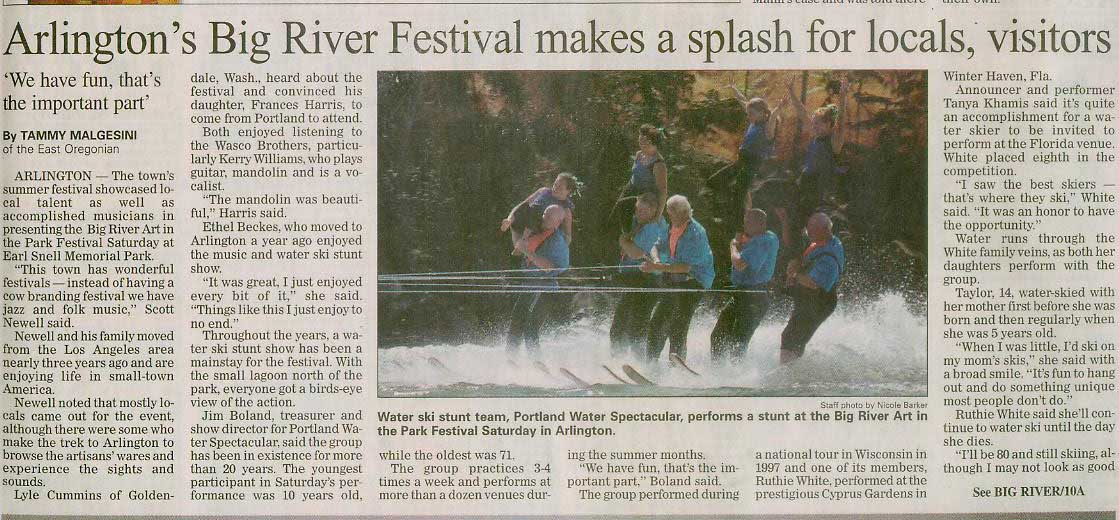 Arlington's Big River Festival makes a splash for locals, visitors
'We have fun, that's
the important part'
By TAMMY MALGESINI
of the East Oregonian
ARLINGTON — The town's
summer festival showcased lo-
cal talent as well as
accomplished musicians in
presenting the Big River Art in
the Park Festival Saturday at
Earl Snell Memorial Park.
"This town has wonderful
festivals — instead of having a
cow branding festival we have
jazz and folk music," Scott
Newell said.
Newell and his family moved
from the Los Angeles area
nearly three years ago and are
enjoying life in small-town
America.
Newell noted that mostly lo-
cals came out for the event,
although there were some who
make the trek to Arlington to
browse the artisans' wares and
experience the sights and
sounds.
Lyle Cummins of Golden-
dale, Wash., heard about the
festival and convinced his
daughter, Frances Harris, to
come from Portland to attend.
Both enjoyed listening to
the Wasco Brothers, partic-
ularly Kerry Williams, who plays
guitar, mandolin and is a vo-
calist.
"The mandolin was beauti-
ful," Harris said.
Ethel Beckes, who moved to
Arlington a year ago enjoyed
the music and water ski stunt
show.
"It was great, I just enjoyed
every bit of it," she said.
"Things like this I just enjoy to
no end."
Throughout the years, a wa-
ter ski stunt show has been a
mainstay for the festival. With
the small lagoon north of the
park, everyone got a birds-eye
view of the action.
Jim Boland, treasurer and
show director for Portland Wa-
ter Spectacular, said the group
has been in existence for more
than 20 years. The youngest
participant in Saturday's per-
formance was 10 years old,
Staff photo by Nicole Barker
Water ski stunt team, Portland Water Spectacular, performs a stunt at the Big River Art in
the Park Festival Saturday in Arlington.
while the oldest was 71.
The group practices 3-4
times a week and performs at
more than a dozen venues dur-
ing the summer months.
"We have fun, that's the im-
portant part," Boland said.
The group performed during
a national tour in Wisconsin in
1997 and one of its members,
Ruthie White, performed at the
prestigious Cyprus Gardens in
Winter Haven, Fla.
Announcer and performer
Tanya Khamis said it's quite
an accomplishment for a wa-
ter skier to be invited to
perform at the Florida venue.
White placed eighth in the
competition.
"I saw the best skiers —
that's where they ski," White
said. "It was an honor to have
the opportunity."
Water runs through the
White family veins, as both her
daughters perform with the
group.
Taylor, 14, water-skied with
her mother first before she was
born and then regularly when
she was 5 years old.
"When I was little, I'd ski on
my mom's skis," she said with
a broad smile. "It's fun to hang
out and do something unique
most people don't do."
Ruthie White said she'll con-
tinue to water ski until the day
she dies.
"I'll be 80 and still skiing, al-
though I may not look as good
See BIG RIVER/10A